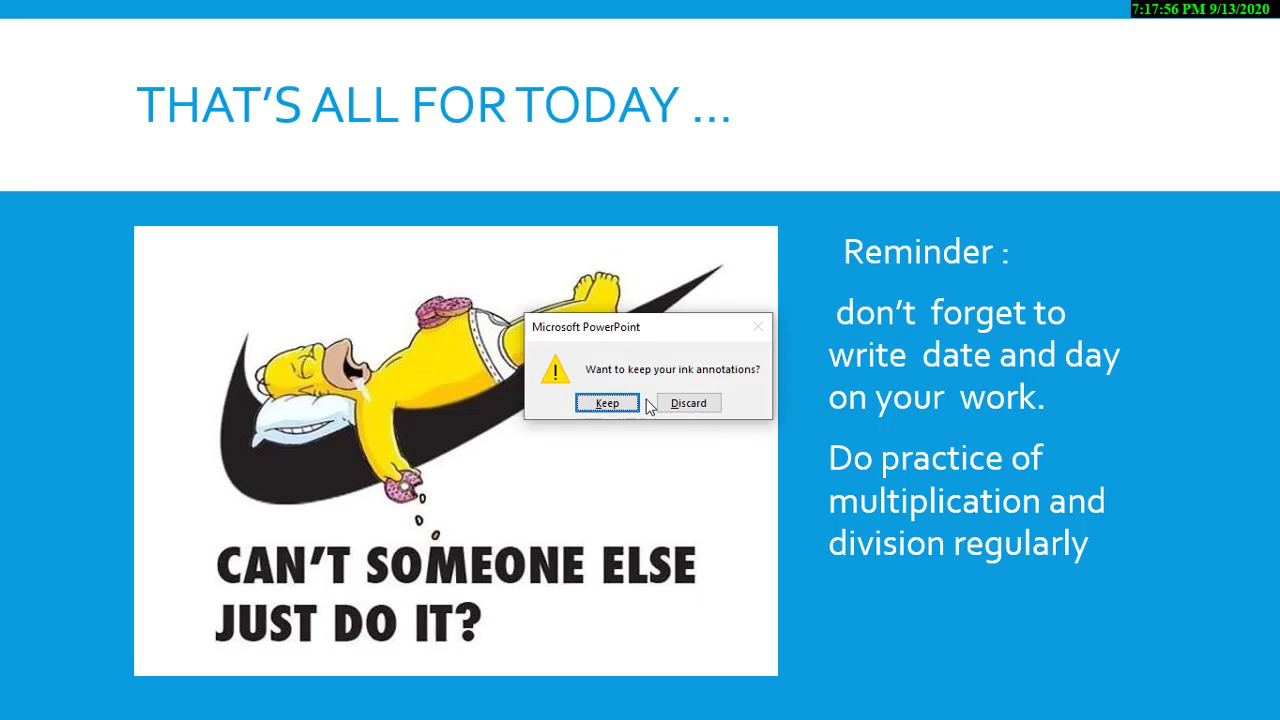 7:17:56 PM 9/13/2020
THAT’S ALL FOR TODAY …
Reminder :
don’t forget to
write date and day
on your work.
Do practice of
multiplication and
division regularly
Microsoft PowerPoint
Want to keep your ink annotations?
Keep
Discard
CAN’T SOMEONE ELSE
JUST DO IT?